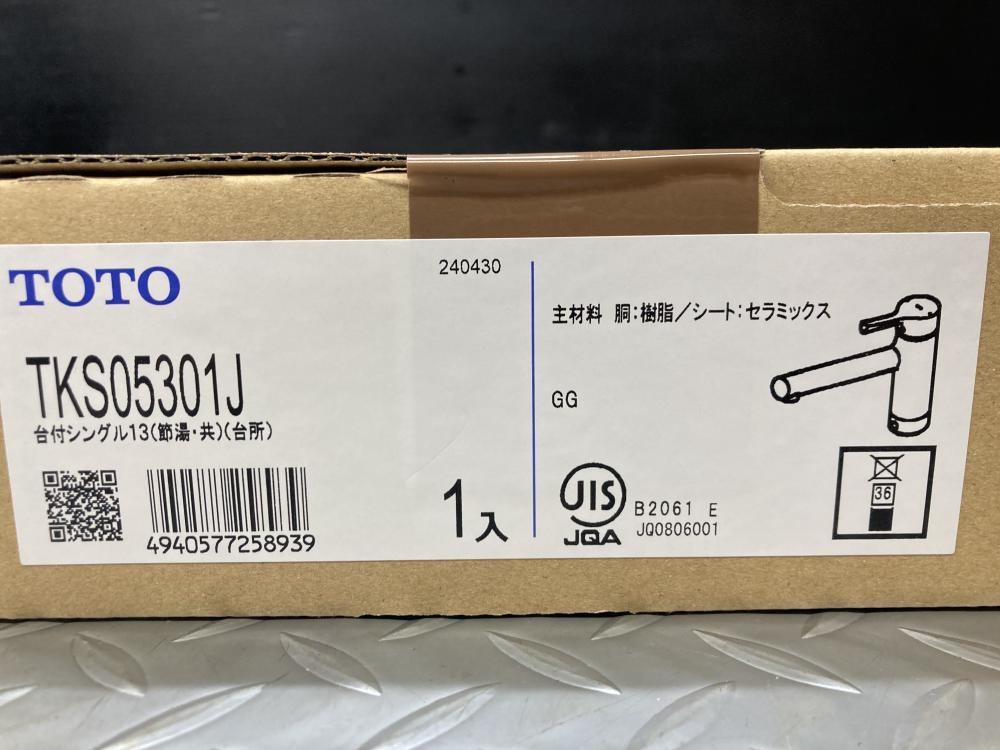 TOTO
240430
TKS05301J
台付シングル13(節湯・共)(台所)
4940577258939
1入
主材料 胴:樹脂/シート:セラミックス
GG
JIS
JQA
B2061 E
JQ0806001
36